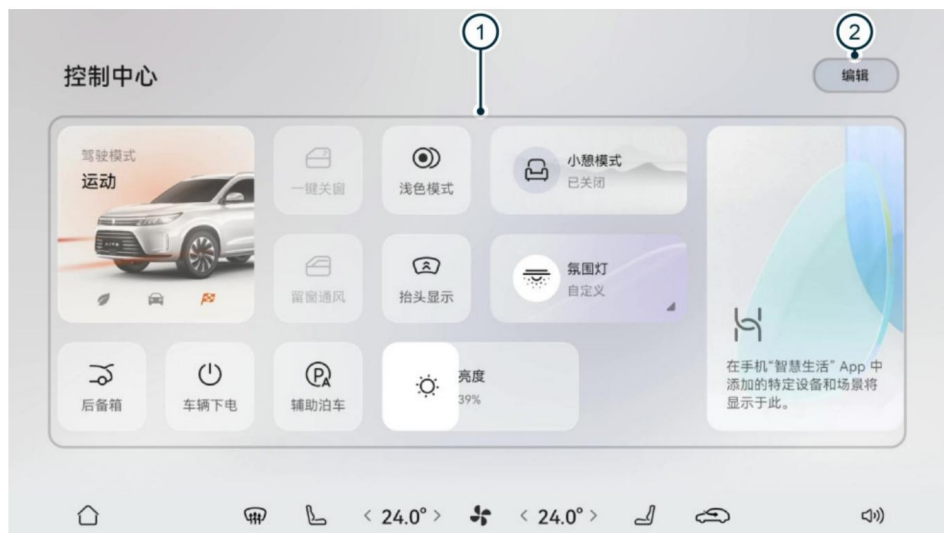 1
2
控制中心
编辑
驾驶模式
运动
一键关窗
浅色模式
小憩模式
已关闭
留窗通风
抬头显示
氛围灯
自定义
后备箱
车辆下电
辅助泊车
亮度
39%
在手机“智慧生活” App 中
添加的特定设备和场景将
显示于此。
< 24.0° >
< 24.0° >